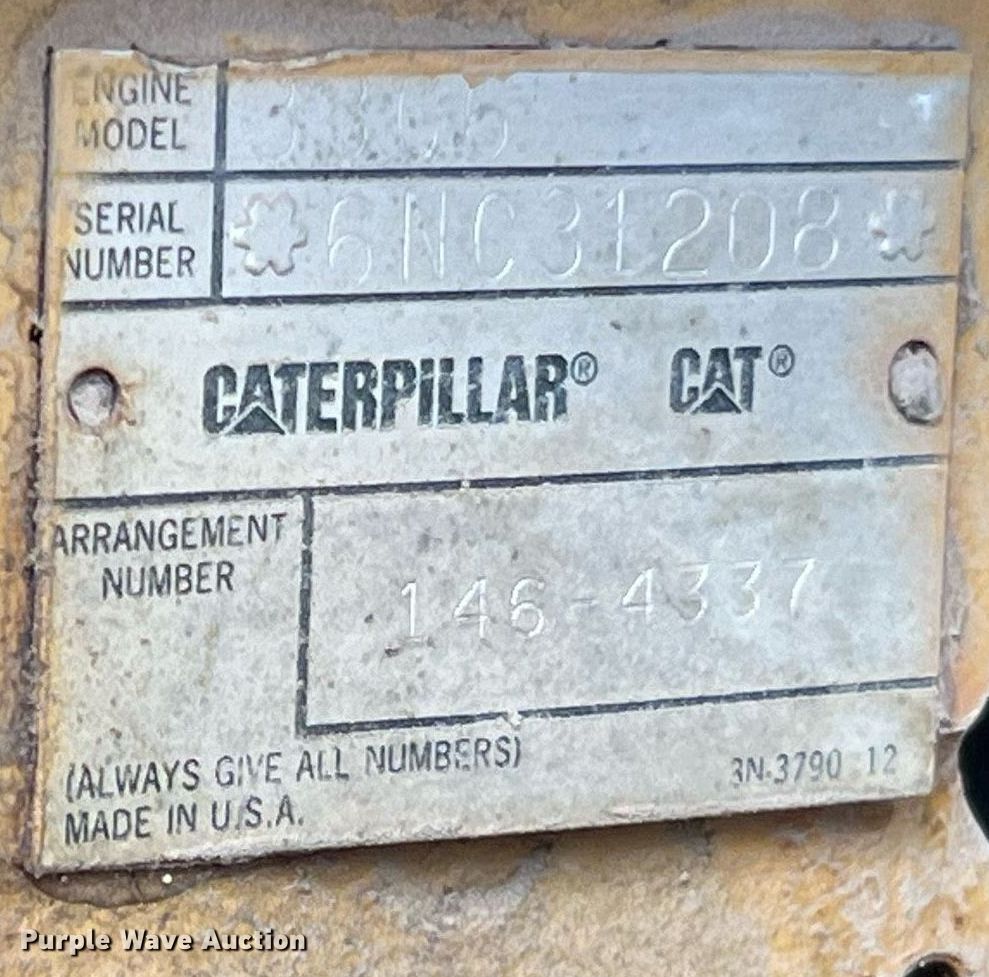 ENGINE
MODEL
3306
SERIAL
NUMBER
*6NC31208*
CATERPILLAR® CAT®
ARRANGEMENT
NUMBER
146-4337
(ALWAYS GIVE ALL NUMBERS)
MADE IN U.S.A.
3N-3790 12
Purple Wave Auction